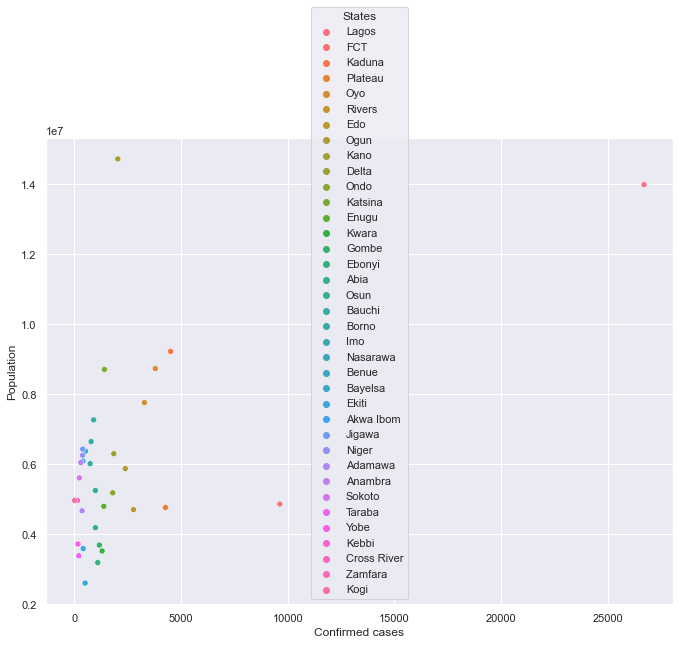 States
Lagos
FCT
Kaduna
Plateau
Oyo
Rivers
Edo
Ogun
Kano
Delta
Ondo
Katsina
Enugu
Kwara
Gombe
Ebonyi
Abia
Osun
Bauchi
Borno
Imo
Nasarawa
Benue
Bayelsa
Ekiti
Akwa Ibom
Jigawa
Niger
Adamawa
Anambra
Sokoto
Taraba
Yobe
Kebbi
Cross River
Zamfara
Kogi
1e7
1.4
1.2
1.0
0.8
0.6
0.4
0.2
Population
0 5000 10000 15000 20000 25000
Confirmed cases